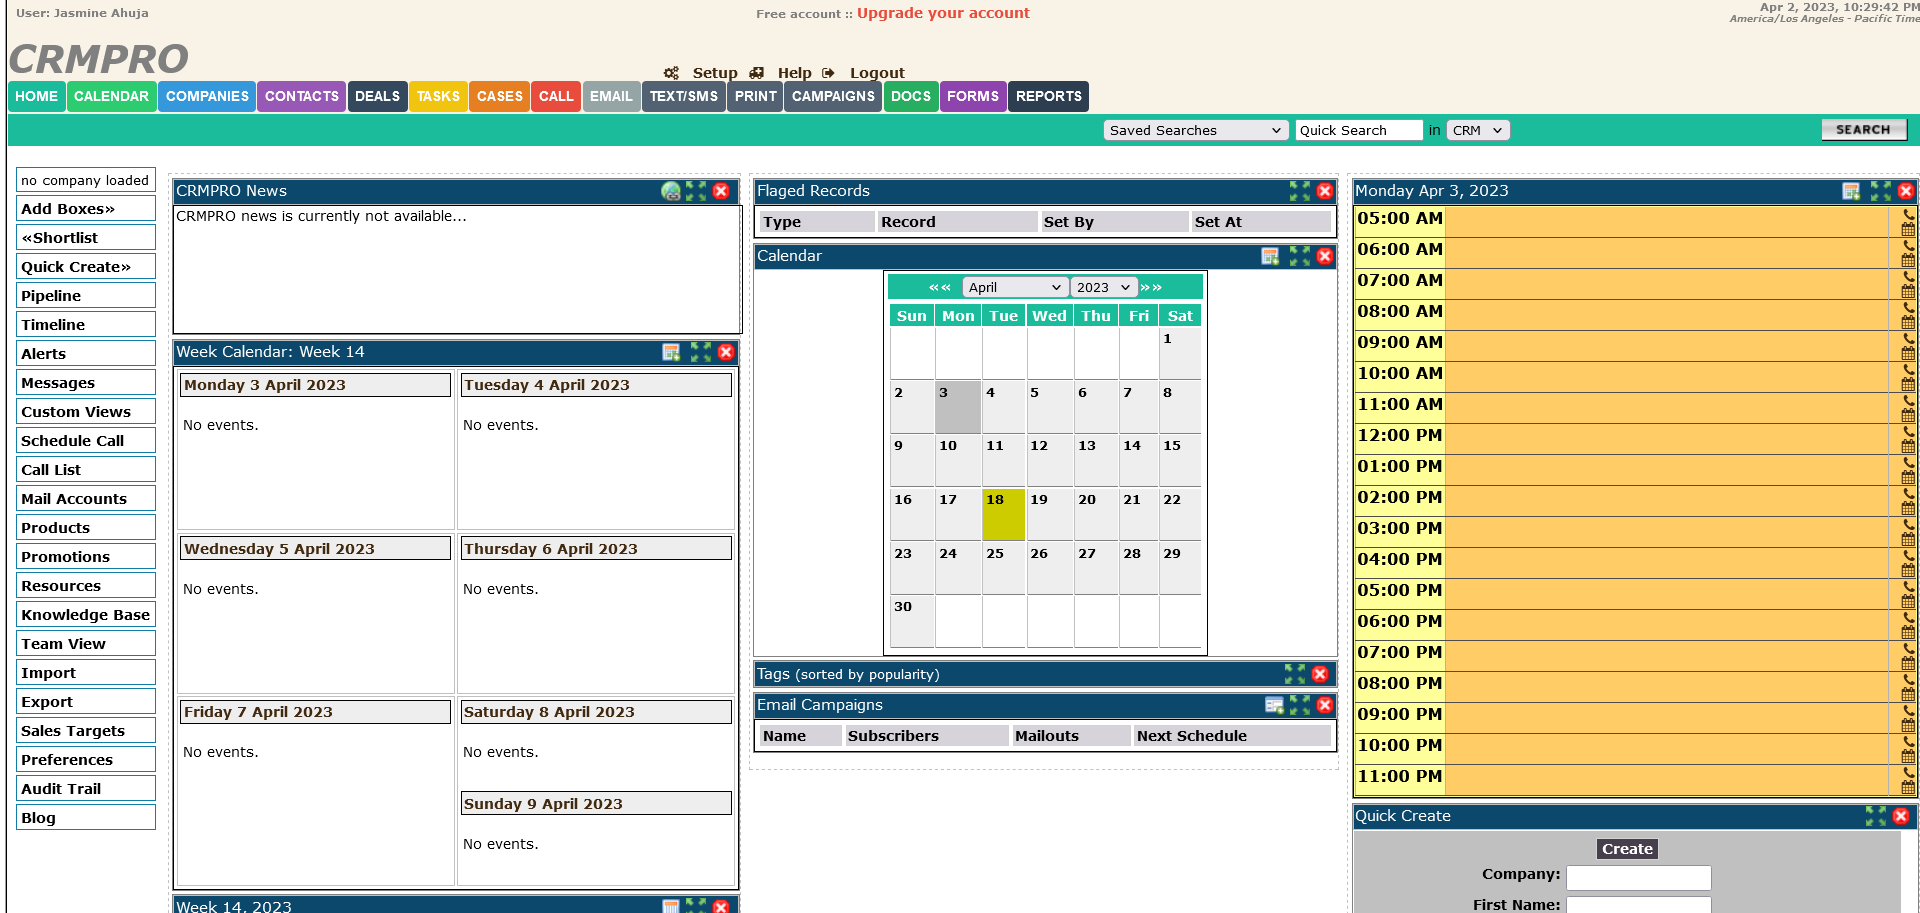 User: Jasmine Ahuja
Free account :: Upgrade your account
Apr 2, 2023, 10:29:42 PM
America/Los Angeles - Pacific Time
CRMPRO
Setup Help Logout
HOME CALENDAR COMPANIES CONTACTS DEALS TASKS CASES CALL EMAIL TEXT/SMS PRINT CAMPAIGNS DOCS FORMS REPORTS
Saved Searches Quick Search in CRM SEARCH
no company loaded
Add Boxes»
«Shortlist
Quick Create»
Pipeline
Timeline
Alerts
Messages
Custom Views
Schedule Call
Call List
Mail Accounts
Products
Promotions
Resources
Knowledge Base
Team View
Import
Export
Sales Targets
Preferences
Audit Trail
Blog
CRMPRO News
CRMPRO news is currently not available...
Week Calendar: Week 14
Monday 3 April 2023 Tuesday 4 April 2023
No events. No events.
Wednesday 5 April 2023 Thursday 6 April 2023
No events. No events.
Friday 7 April 2023 Saturday 8 April 2023
No events. No events.
Sunday 9 April 2023
No events.
Week 14, 2023
Flaged Records
Type Record Set By Set At
Calendar
«« April 2023 »»
Sun Mon Tue Wed Thu Fri Sat
1
2 3 4 5 6 7 8
9 10 11 12 13 14 15
16 17 18 19 20 21 22
23 24 25 26 27 28 29
30
Tags (sorted by popularity)
Email Campaigns
Name Subscribers Mailouts Next Schedule
Monday Apr 3, 2023
05:00 AM
06:00 AM
07:00 AM
08:00 AM
09:00 AM
10:00 AM
11:00 AM
12:00 PM
01:00 PM
02:00 PM
03:00 PM
04:00 PM
05:00 PM
06:00 PM
07:00 PM
08:00 PM
09:00 PM
10:00 PM
11:00 PM
Quick Create
Create
Company:
First Name: